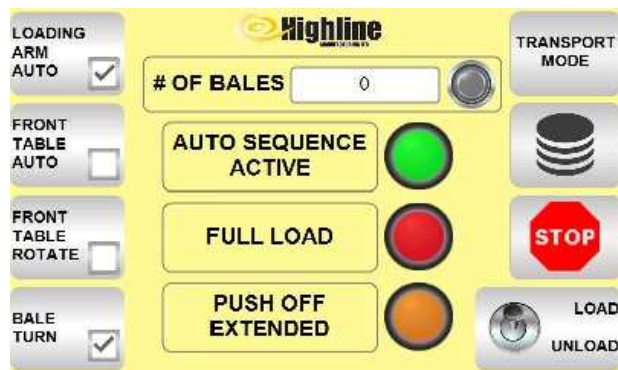 LOADING
ARM
AUTO
Highline
TRANSPORT
MODE
# OF BALES
0
FRONT
TABLE
AUTO
AUTO SEQUENCE
ACTIVE
FRONT
TABLE
ROTATE
FULL LOAD
STOP
BALE
TURN
PUSH OFF
EXTENDED
LOAD
UNLOAD